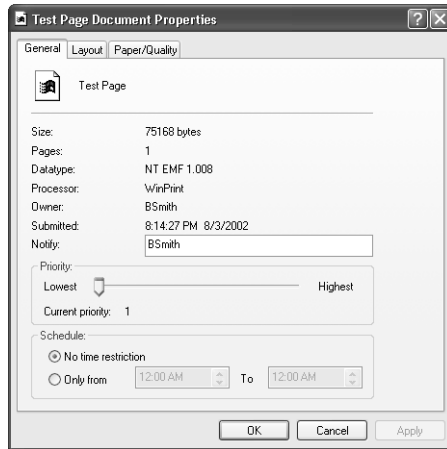 Test Page Document Properties
General Layout Paper/Quality
Test Page
Size: 75168 bytes
Pages: 1
Datatype: NT EMF 1.008
Processor: WinPrint
Owner: BSmith
Submitted: 8:14:27 PM 8/3/2002
Notify: BSmith
Priority:
Lowest Highest
Current priority: 1
Schedule:
No time restriction
Only from 12:00 AM To 12:00 AM
OK Cancel Apply